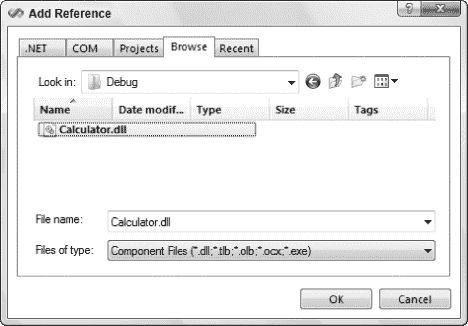 Add Reference
.NET COM Projects Browse Recent
Look in: Debug
Name Date modif... Type Size Tags
Calculator.dll
File name: Calculator.dll
Files of type: Component Files (*.dll;*.tlb;*.olb;*.ocx;*.exe)
OK Cancel